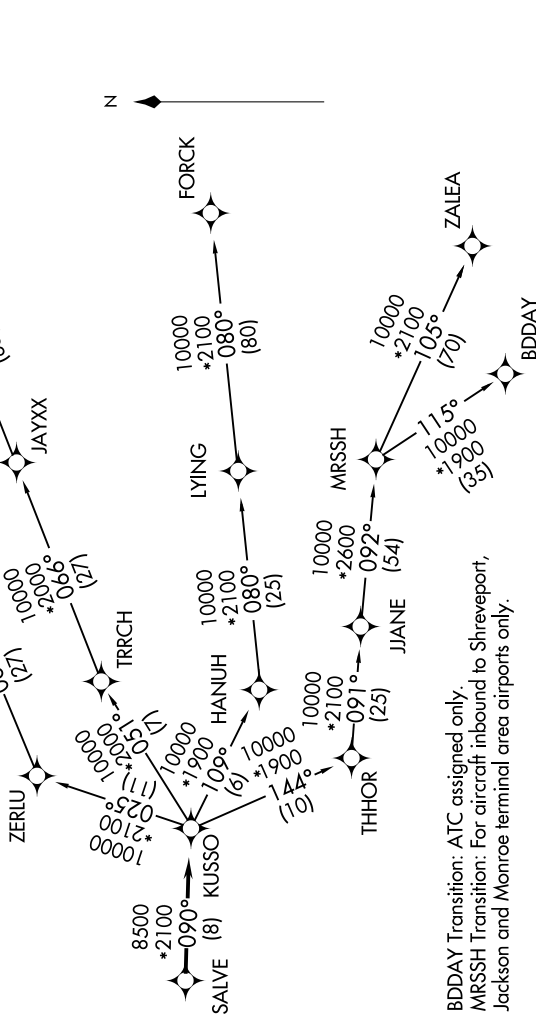 N
FORCK
10000
*2100
080°
(80)
ZALEA
10000
*2100
105°
(70)
BDDAY
115°
10000
*1900
(35)
JAYXX
LYING
MRSSH
10000
*2000
066°
(27)
10000
*2100
080°
(25)
10000
*2600
092°
(54)
JJANE
(27)
TRRCH
HANUH
10000
*2100
091°
(25)
THHOR
ZERLU
10000
*2100
025°
(11)
10000
*2000
051°
(7)
10000
*1900
109°
(6)
10000
*1900
144°
(10)
KUSSO
8500
*2100
090°
(8)
SALVE
BDDAY Transition: ATC assigned only.
MRSSH Transition: For aircraft inbound to Shreveport,
Jackson and Monroe terminal area airports only.